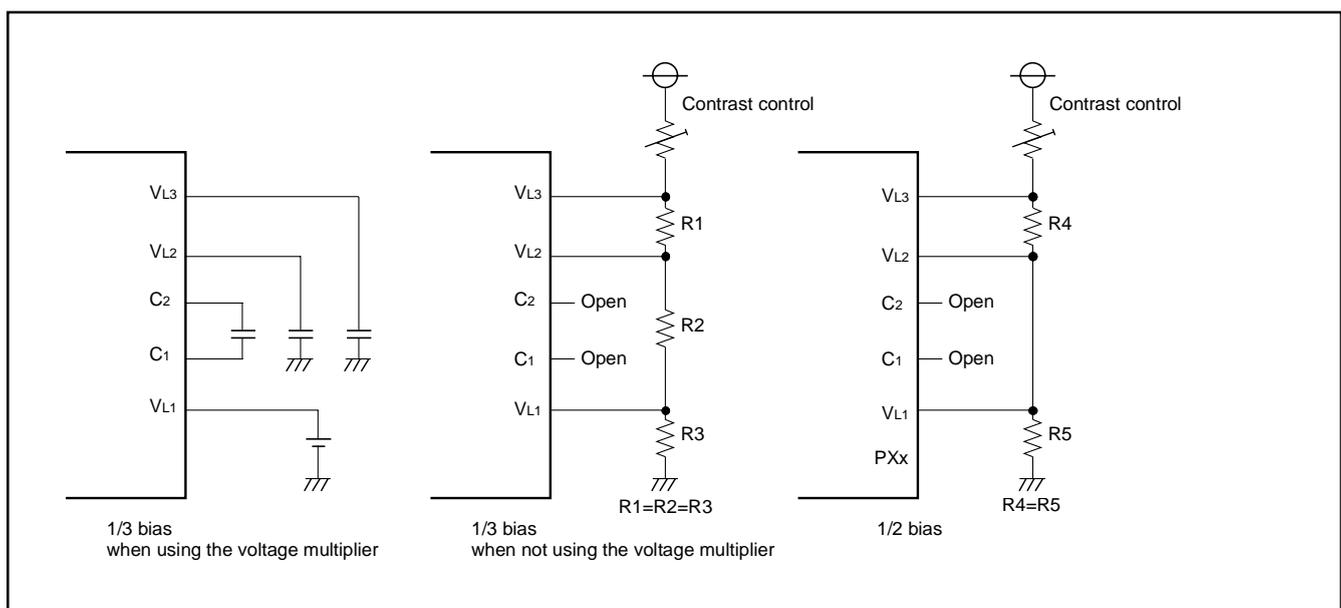 VL3
VL2
C2
C1
VL1
1/3 bias
when using the voltage multiplier
Contrast control
VL3
R1
VL2
C2 Open
R2
C1 Open
VL1
R3
R1=R2=R3
1/3 bias
when not using the voltage multiplier
Contrast control
VL3
R4
VL2
C2 Open
C1 Open
VL1
R5
PXx
R4=R5
1/2 bias